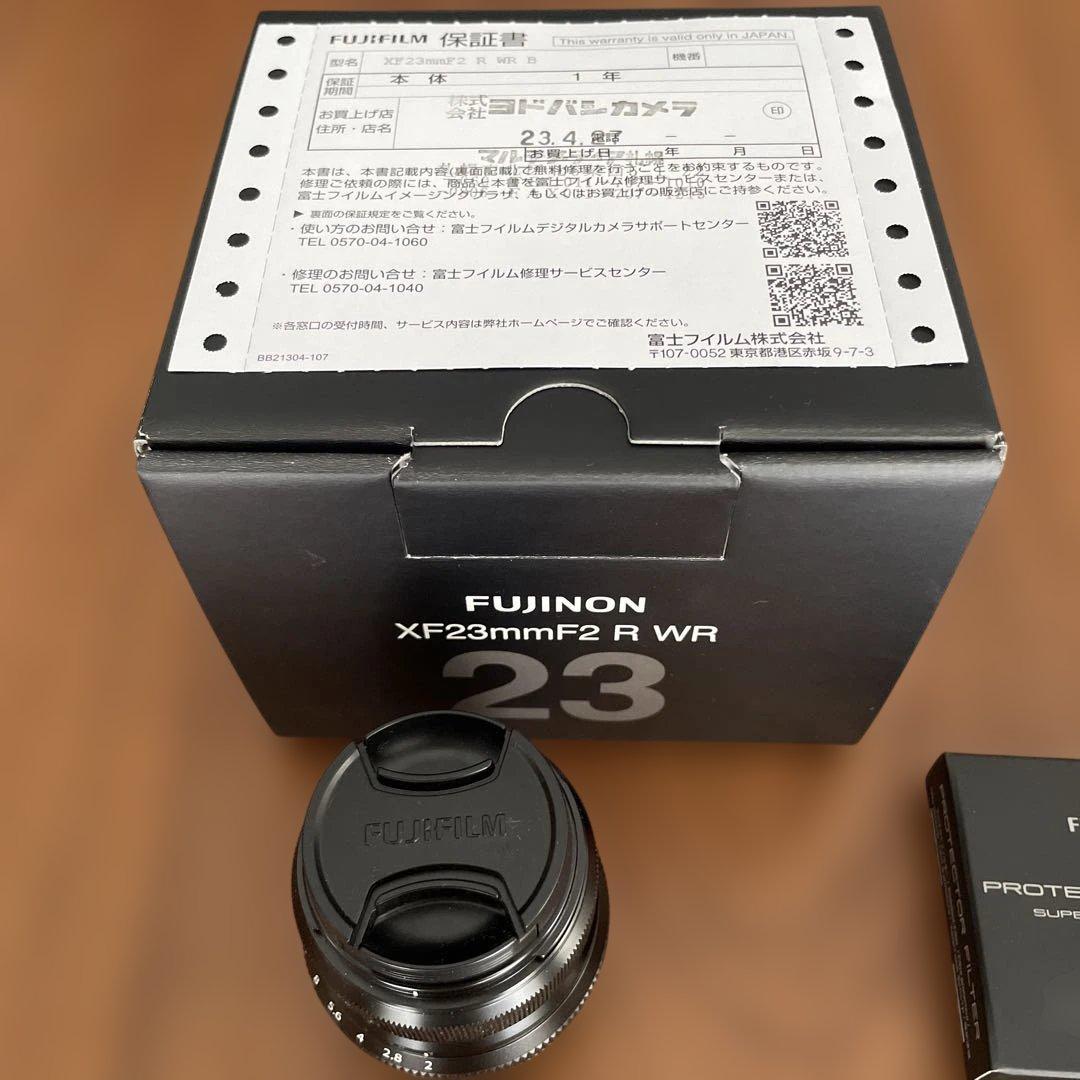 FUJIFILM 保証書 This warranty is valid only in JAPAN.
型名 XF23mmF2 R WR B 機番
保証期間 本体 1年
お買上げ店 住所・店名 株式会社ヨドバシカメラ 印
23.4.27 電話 - -
お買上げ日 年 月 日
本書は、本書記載内容(裏面記載)で無料修理を行うことをお約束するものです。
修理ご依頼の際には、商品と本書を富士フイルム修理サービスセンターまたは、
富士フイルムイメージングプラザ、もしくはお買上げの販売店にご持参ください。
▶ 裏面の保証規定をご覧ください。
・使い方のお問い合せ：富士フイルムデジタルカメラサポートセンター
TEL 0570-04-1060
・修理のお問い合せ：富士フイルム修理サービスセンター
TEL 0570-04-1040
※各窓口の受付時間、サービス内容は弊社ホームページでご確認ください。
富士フイルム株式会社
BB21304-107 〒107-0052 東京都港区赤坂9-7-3
FUJINON
XF23mmF2 R WR
23
FUJIFILM
8 5.6 4 2.8 2
PROTECTOR FILTER
PROTE
SUPE